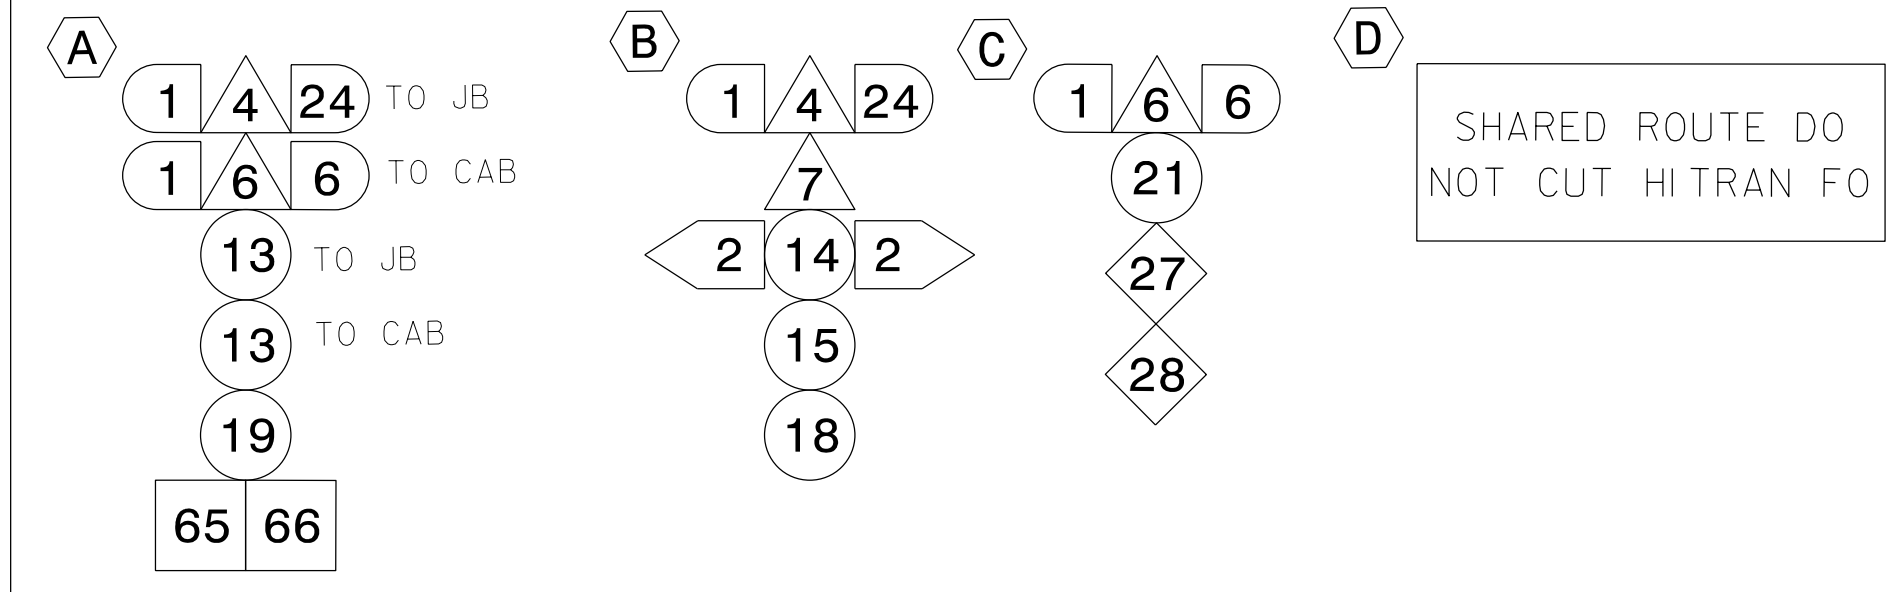 A
1 4 24 TO JB
1 6 6 TO CAB
13 TO JB
13 TO CAB
19
65 66
B
1 4 24
7
2 14 2
15
18
C
1 6 6
21
27
28
D
SHARED ROUTE DO
NOT CUT HITRAN FO